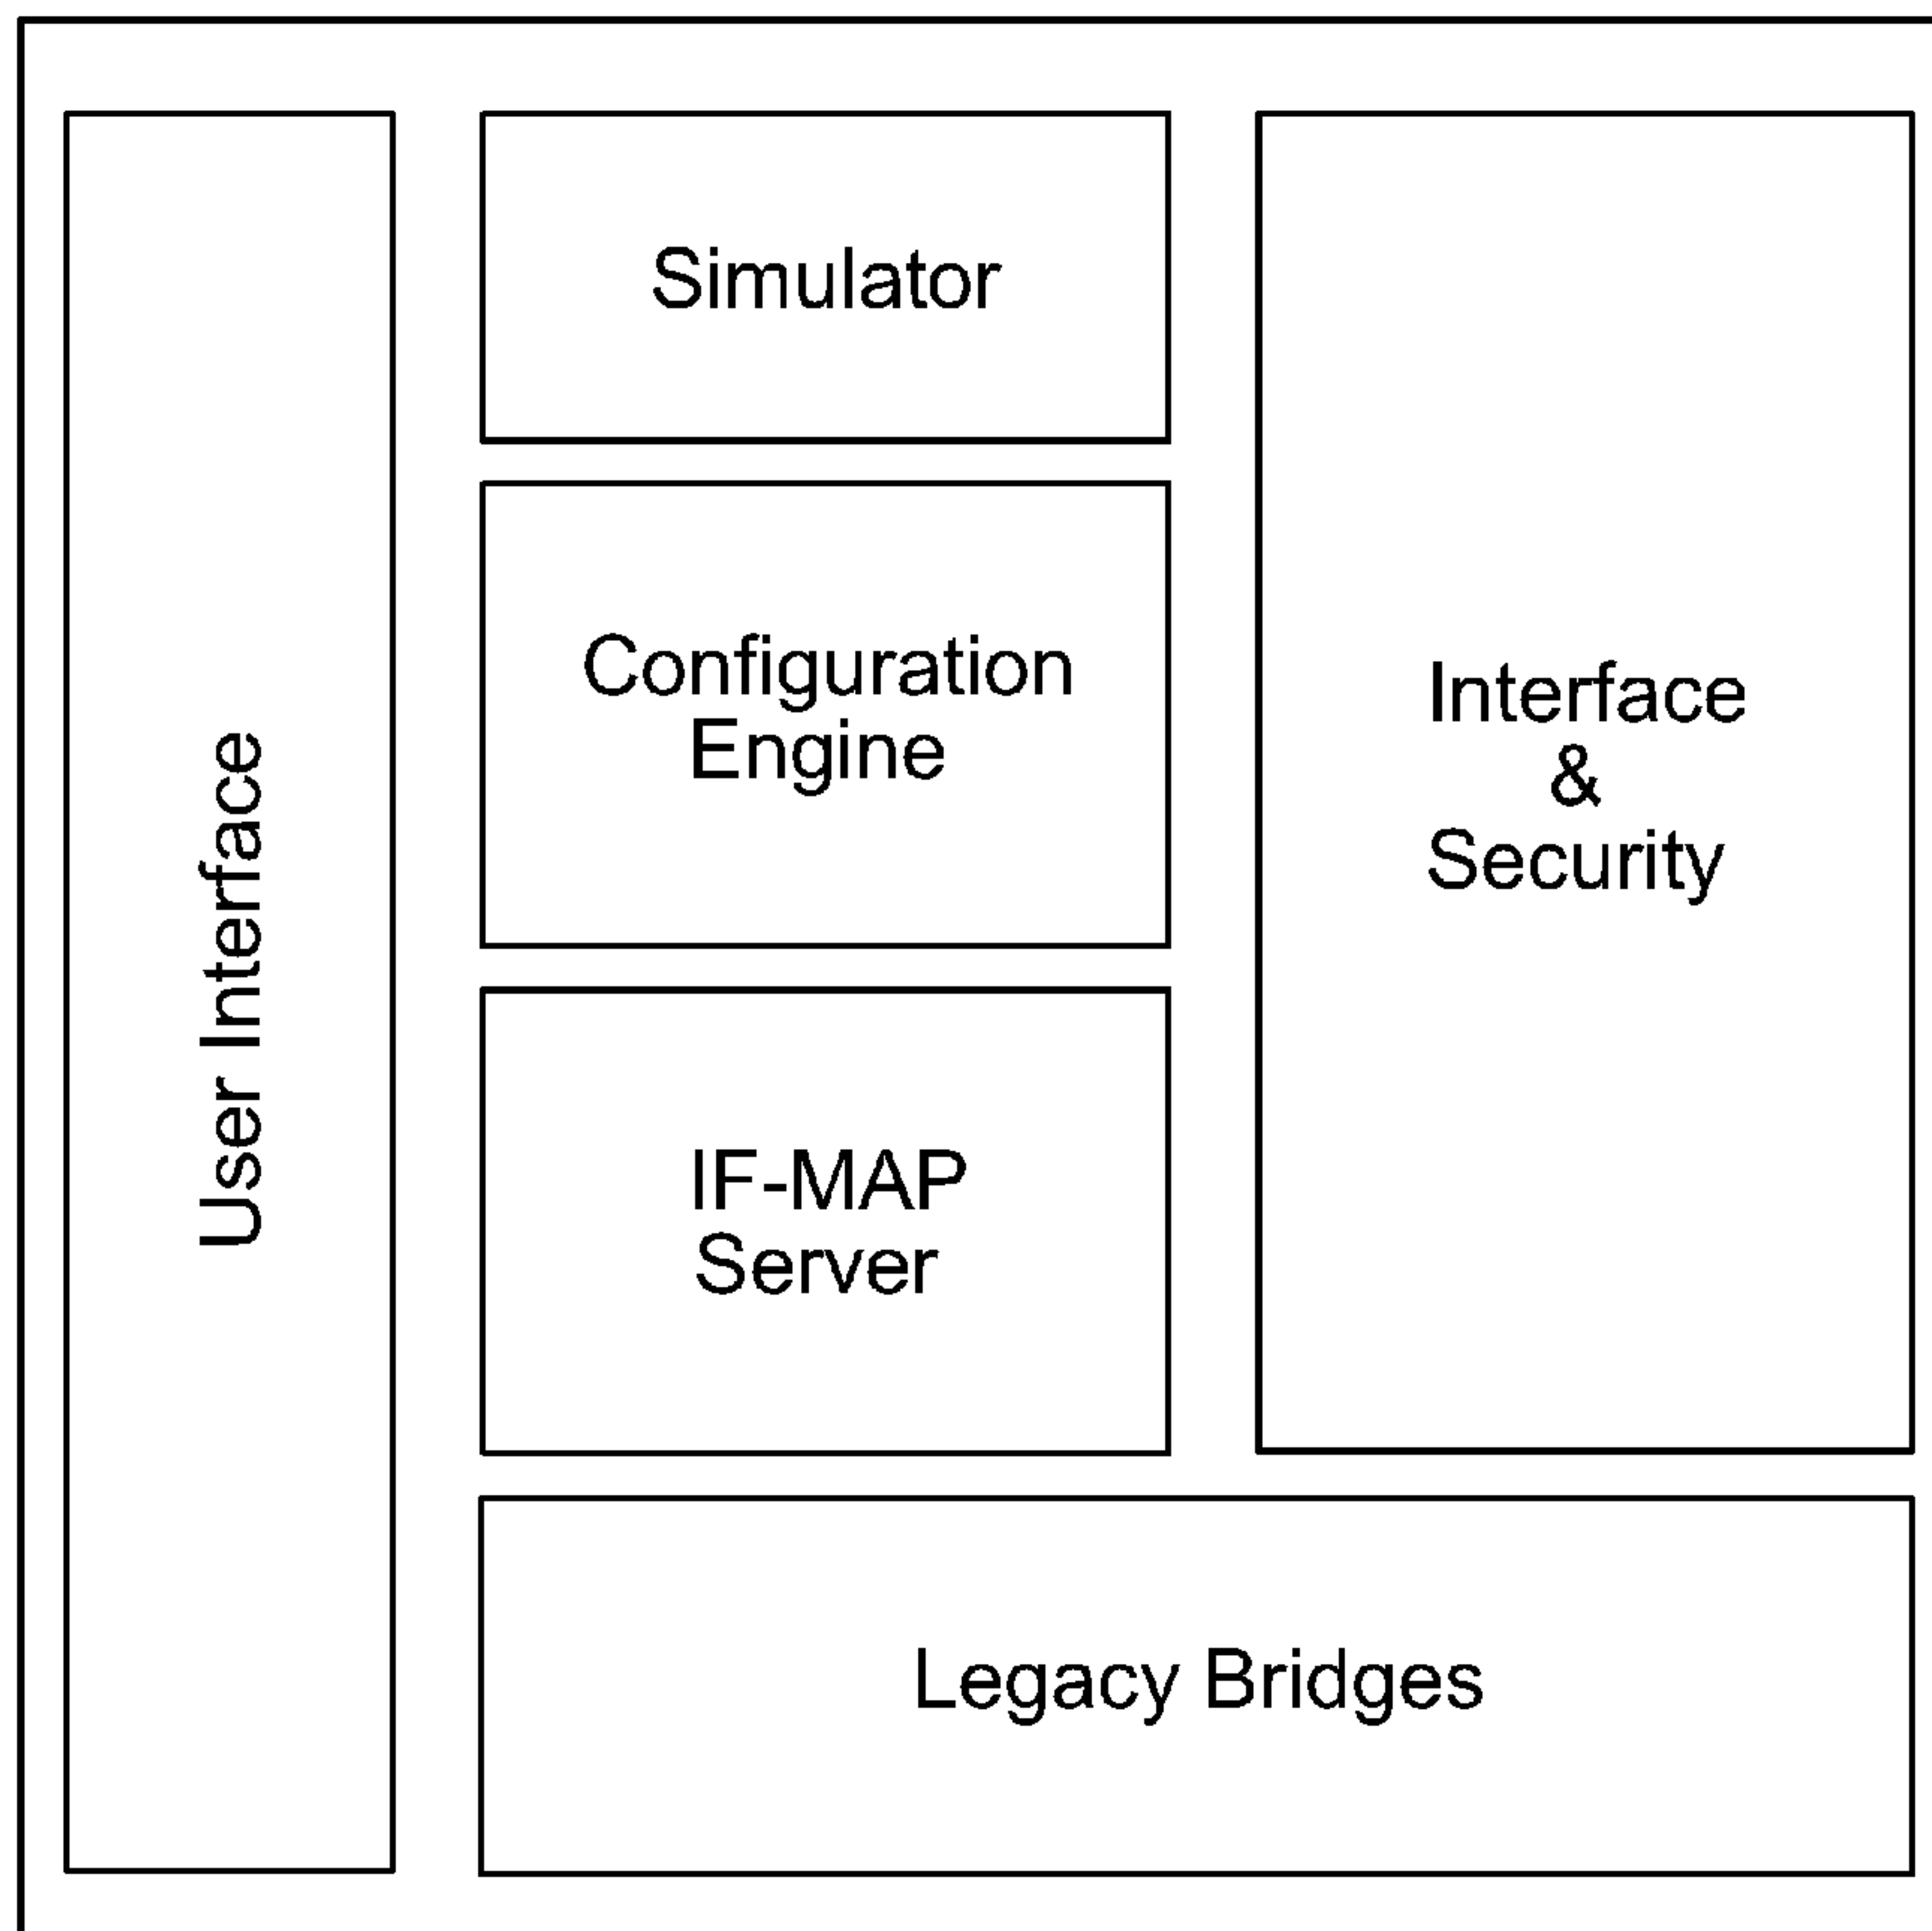 User Interface
Simulator
Configuration
Engine
IF-MAP
Server
Interface
&
Security
Legacy Bridges